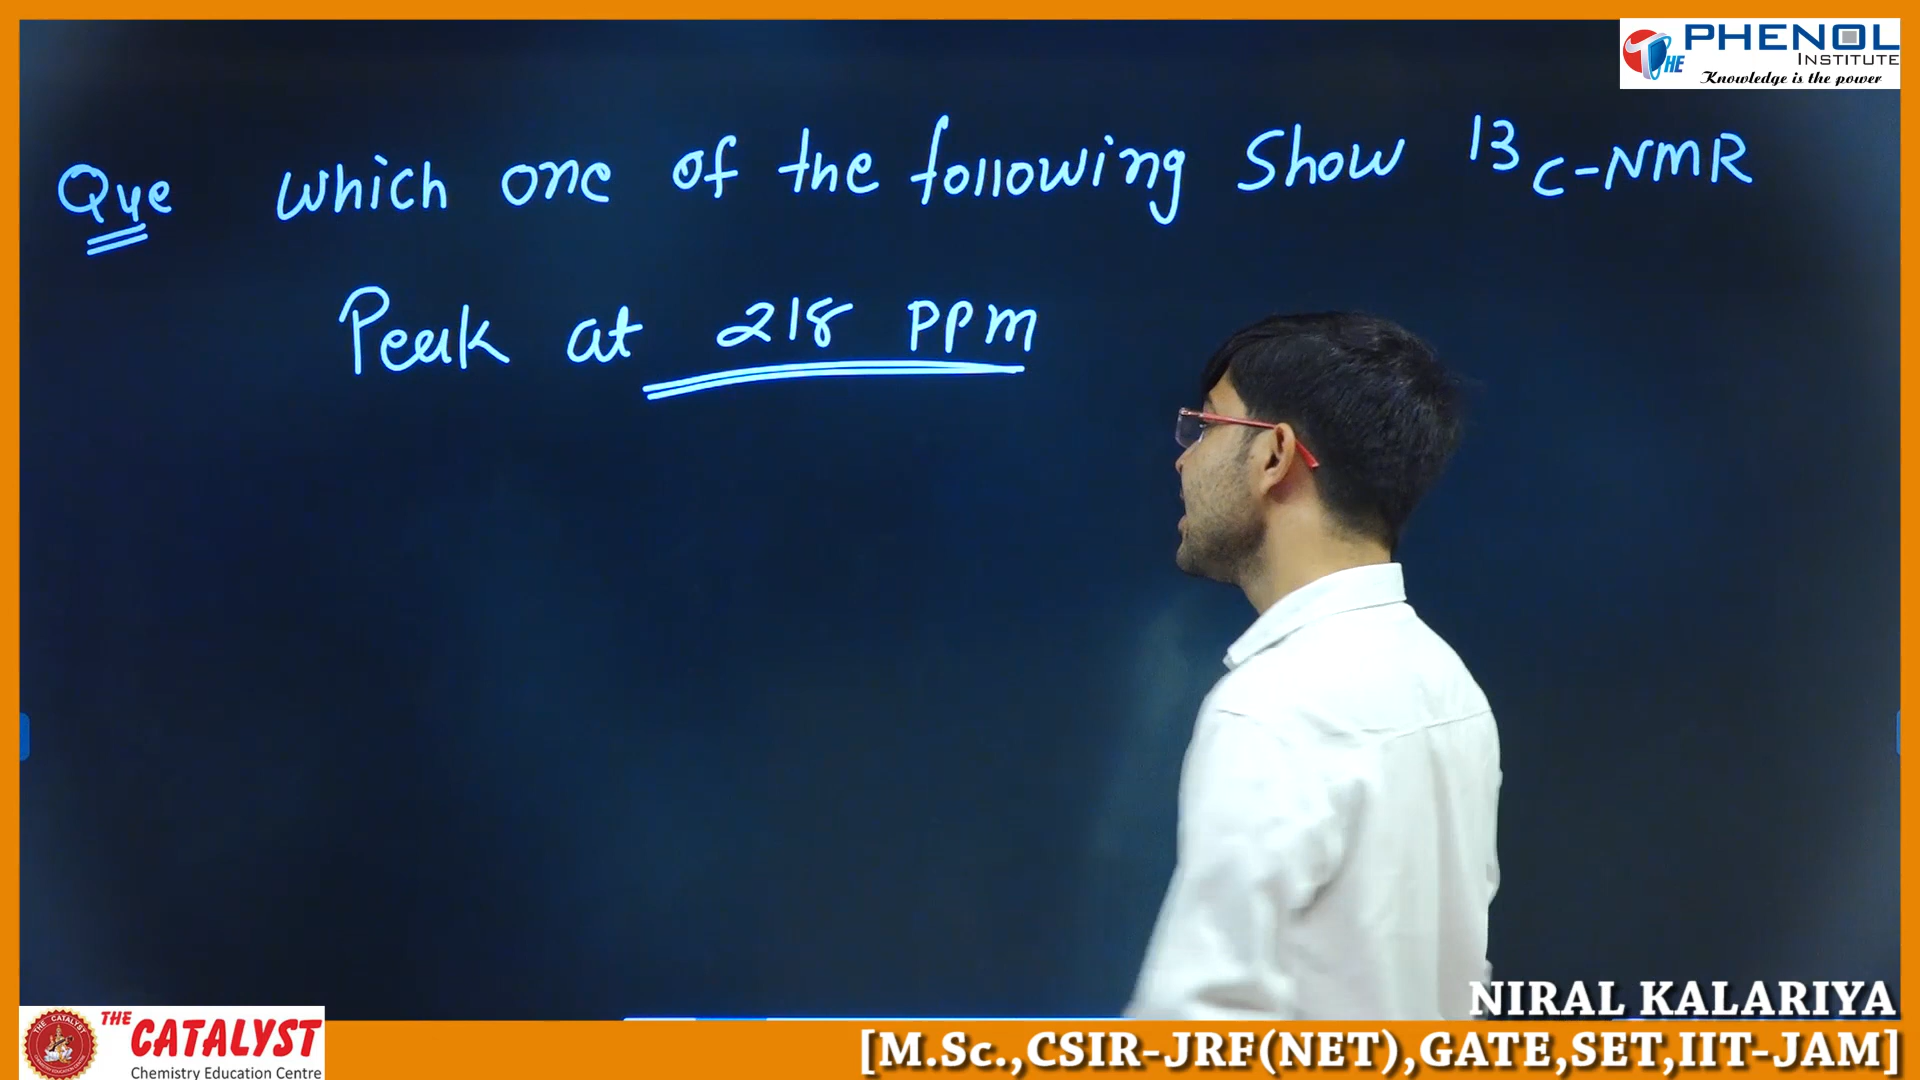 THE PHENOL
INSTITUTE
Knowledge is the power
Que Which one of the following Show 13C-NMR
Peak at 218 PPm
NIRAL KALARIYA
[M.Sc.,CSIR-JRF(NET),GATE,SET,IIT-JAM]
THE CATALYST
Chemistry Education Centre